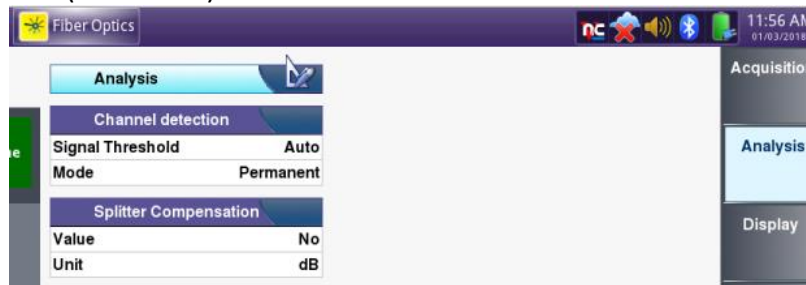 Fiber Optics
nc
11:56 AM
01/03/2018
Analysis
Channel detection
Signal Threshold Auto
Mode Permanent
Splitter Compensation
Value No
Unit dB
Acquisitio
Analysis
Display